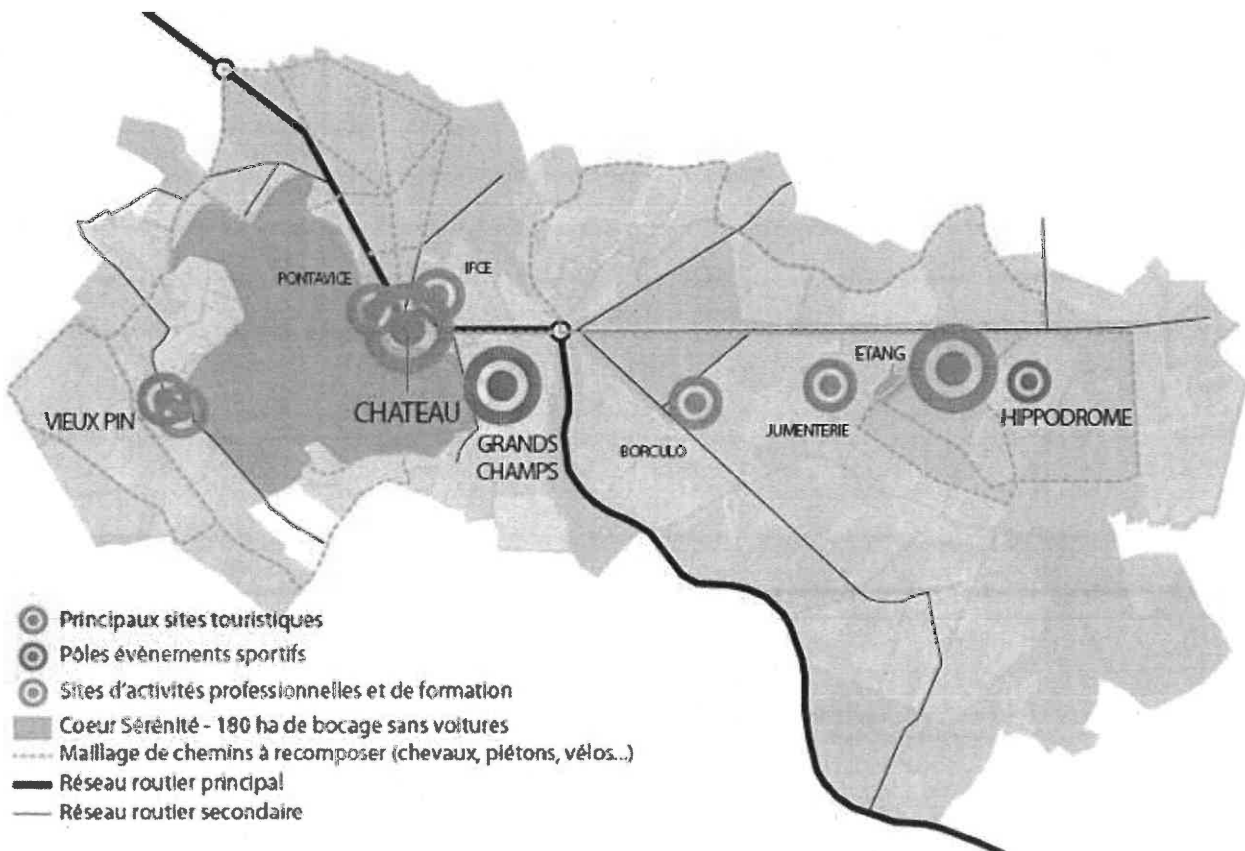 PONTAVICE
IFCE
ETANG
VIEUX PIN
CHATEAU
GRANDS
CHAMPS
BORCULO
JUMENTERIE
HIPPODROME
Principaux sites touristiques
Pôles évènements sportifs
Sites d'activités professionnelles et de formation
Coeur Sérénité - 180 ha de bocage sans voitures
Maillage de chemins à recomposer (chevaux, piétons, vélos...)
Réseau routier principal
Réseau routier secondaire